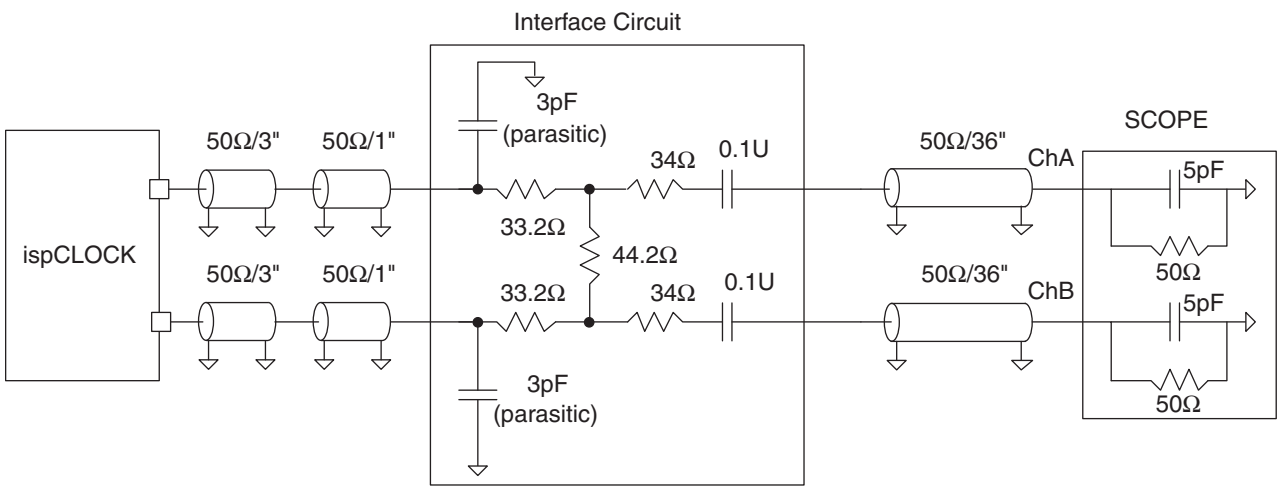 Interface Circuit
3pF
(parasitic)
50Ω/3"
50Ω/1"
34Ω
0.1U
50Ω/36"
ChA
SCOPE
5pF
33.2Ω
50Ω
ispCLOCK
44.2Ω
50Ω/3"
50Ω/1"
33.2Ω
34Ω
0.1U
50Ω/36"
ChB
5pF
3pF
(parasitic)
50Ω